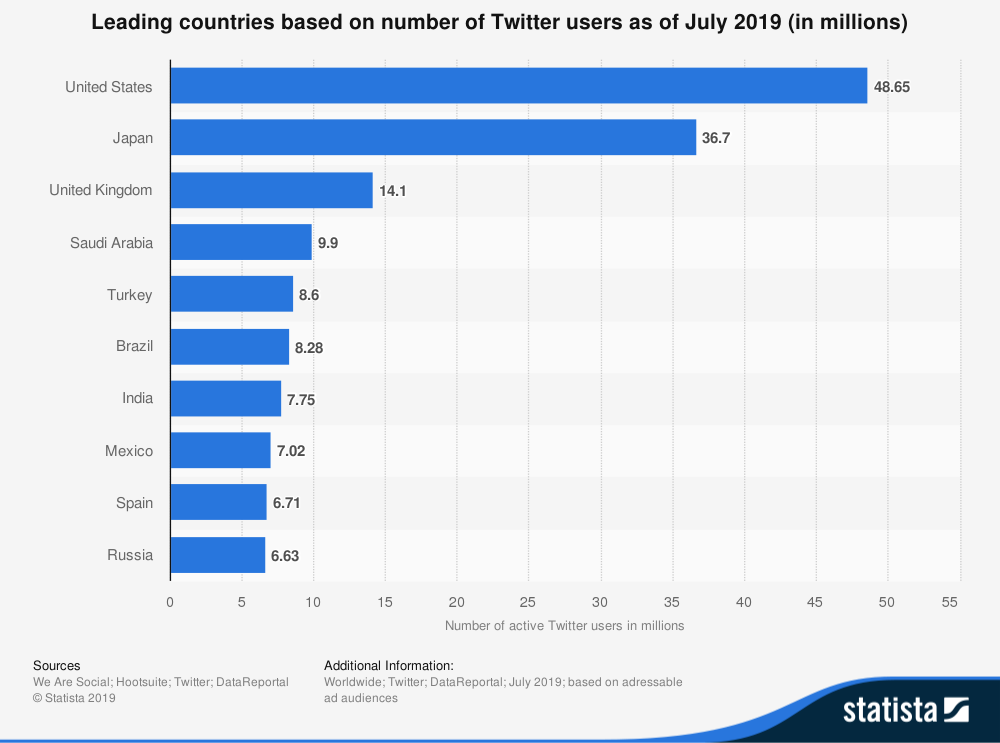 Leading countries based on number of Twitter users as of July 2019 (in millions)
United States 48.65
Japan 36.7
United Kingdom 14.1
Saudi Arabia 9.9
Turkey 8.6
Brazil 8.28
India 7.75
Mexico 7.02
Spain 6.71
Russia 6.63
0 5 10 15 20 25 30 35 40 45 50 55
Number of active Twitter users in millions
Sources
We Are Social; Hootsuite; Twitter; DataReportal
© Statista 2019
Additional Information:
Worldwide; Twitter; DataReportal; July 2019; based on adressable
ad audiences
statista